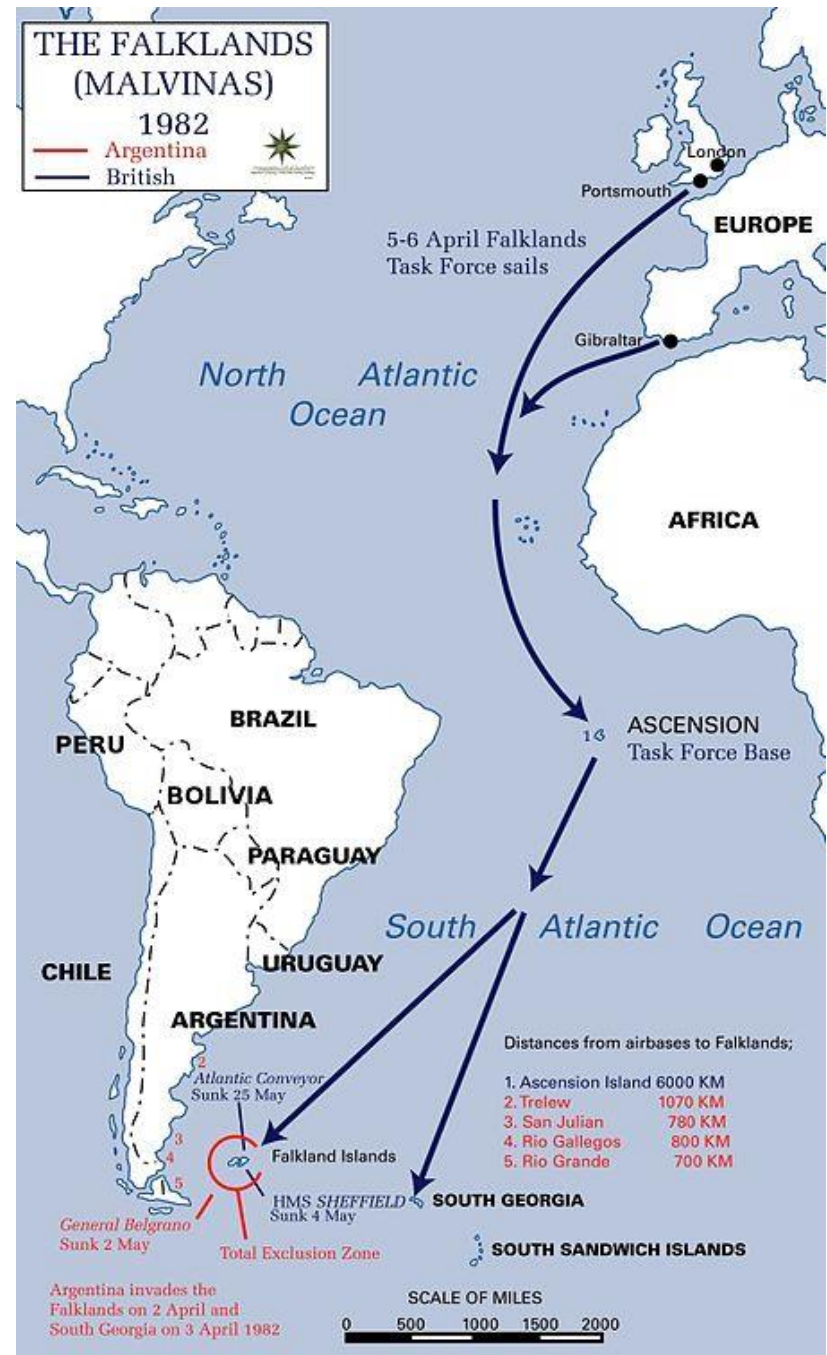 THE FALKLANDS
(MALVINAS)
1982
Argentina
British
London
Portsmouth
EUROPE
5-6 April Falklands
Task Force sails
Gibraltar
North Atlantic
Ocean
AFRICA
BRAZIL
ASCENSION
1
Task Force Base
PERU
BOLIVIA
PARAGUAY
South Atlantic Ocean
URUGUAY
CHILE
ARGENTINA
2
Atlantic Conveyor
Sunk 25 May
3
4
5
Falkland Islands
HMS SHEFFIELD
Sunk 4 May
SOUTH GEORGIA
General Belgrano
Sunk 2 May
Total Exclusion Zone
SOUTH SANDWICH ISLANDS
Distances from airbases to Falklands;
1. Ascension Island 6000 KM
2. Trelew 1070 KM
3. San Julian 780 KM
4. Rio Gallegos 800 KM
5. Rio Grande 700 KM
Argentina invades the
Falklands on 2 April and
South Georgia on 3 April 1982
SCALE OF MILES
0 500 1000 1500 2000